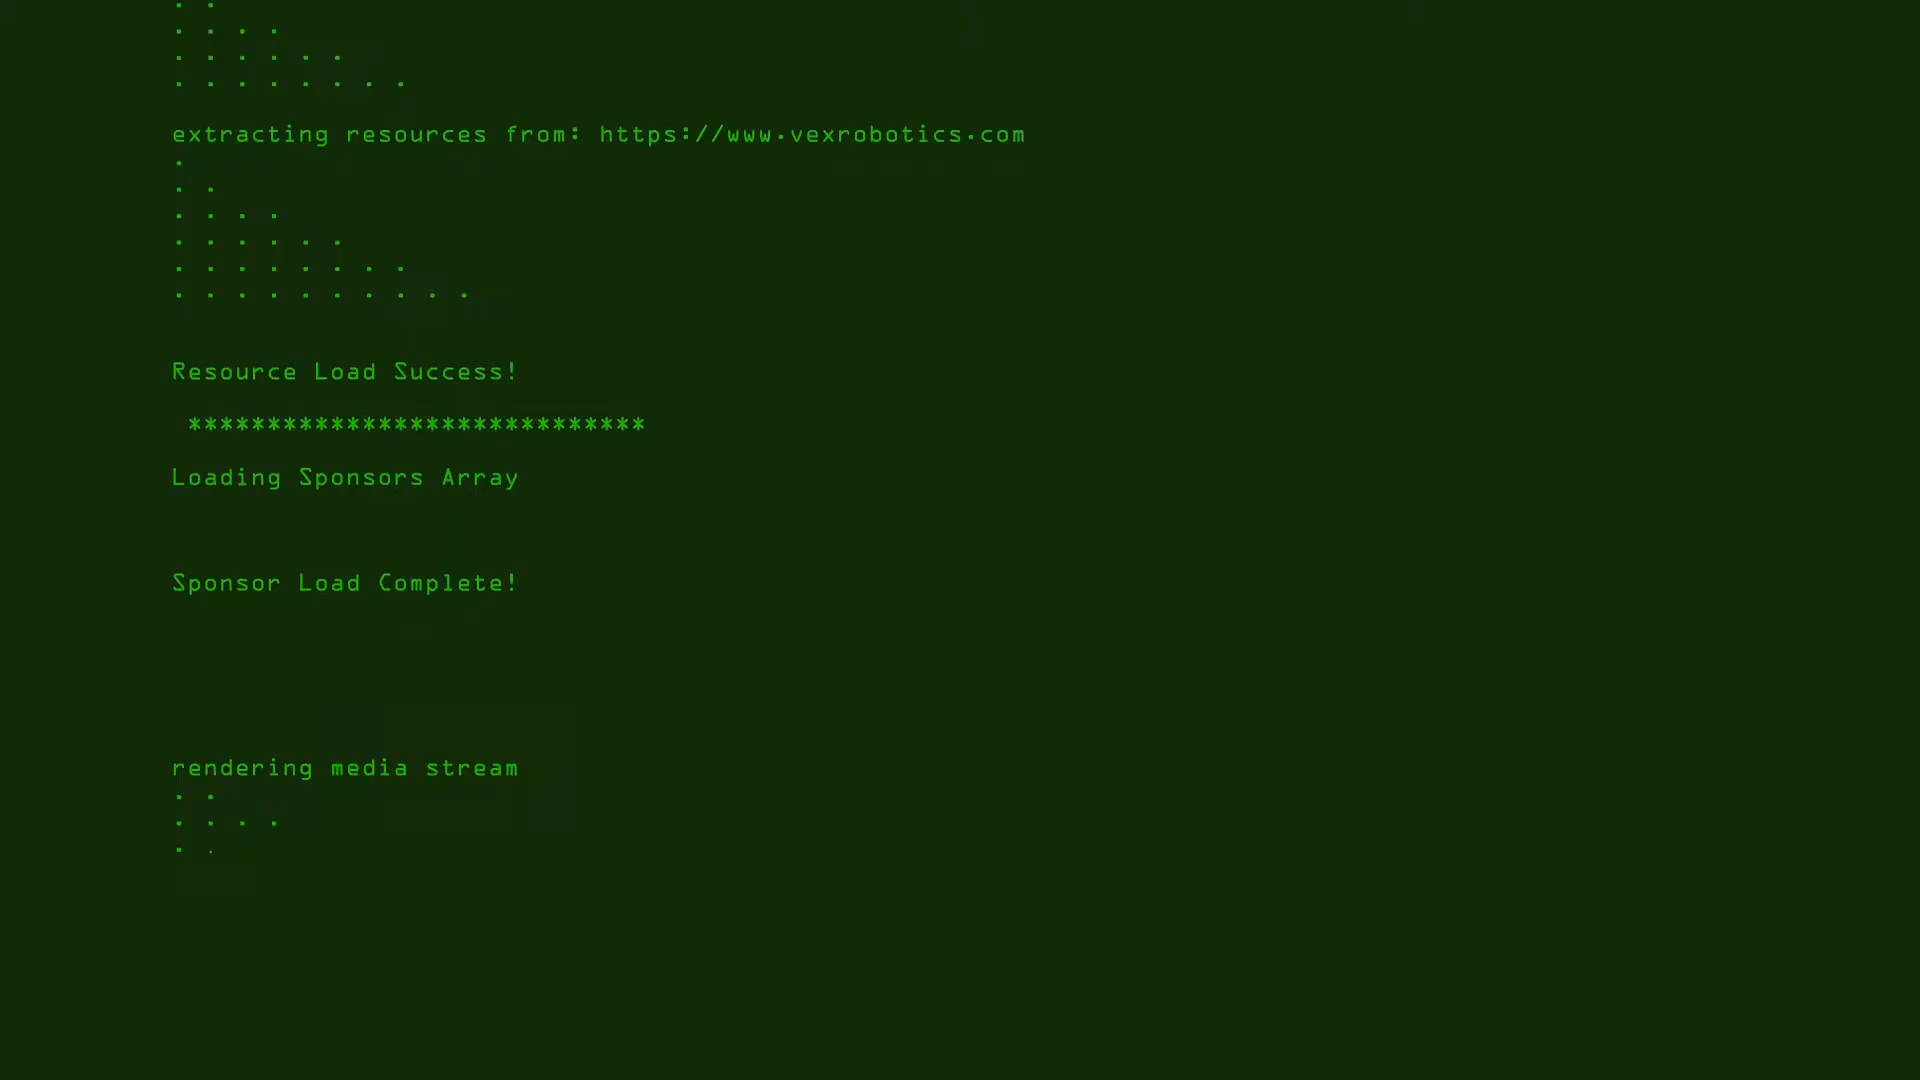 . .
. . . .
. . . . . .
. . . . . . . .
extracting resources from: https://www.vexrobotics.com
.
. .
. . . .
. . . . . .
. . . . . . . .
. . . . . . . . . .
Resource Load Success!
*****************************
Loading Sponsors Array
Sponsor Load Complete!
rendering media stream
. .
. . . .
. .